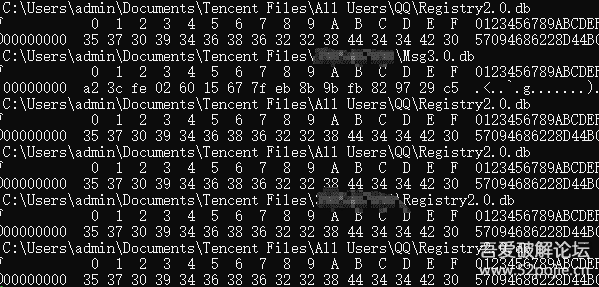 C:\Users\admin\Documents\Tencent Files\All Users\QQ\Registry2.0.db
0 1 2 3 4 5 6 7 8 9 A B C D E F 0123456789ABCDEF
00000000 35 37 30 39 34 36 38 36 32 32 38 44 34 34 42 30 57094686228D44B0
C:\Users\admin\Documents\Tencent Files\ \Msg3.0.db
0 1 2 3 4 5 6 7 8 9 A B C D E F 0123456789ABCDEF
00000000 a2 3c fe 02 60 15 67 7f eb 8b 9b fb 82 97 29 c5 .<..`.g.......).
C:\Users\admin\Documents\Tencent Files\All Users\QQ\Registry2.0.db
0 1 2 3 4 5 6 7 8 9 A B C D E F 0123456789ABCDEF
00000000 35 37 30 39 34 36 38 36 32 32 38 44 34 34 42 30 57094686228D44B0
C:\Users\admin\Documents\Tencent Files\All Users\QQ\Registry2.0.db
0 1 2 3 4 5 6 7 8 9 A B C D E F 0123456789ABCDEF
00000000 35 37 30 39 34 36 38 36 32 32 38 44 34 34 42 30 57094686228D44B0
C:\Users\admin\Documents\Tencent Files\ \Registry2.0.db
0 1 2 3 4 5 6 7 8 9 A B C D E F 0123456789ABCDEF
00000000 35 37 30 39 34 36 38 36 32 32 38 44 34 34 42 30 57094686228D44B0
C:\Users\admin\Documents\Tencent Files\All Users\QQ\Registry2.0.db
0 1 2 3 4 5 6 7 8 9 A B C D E F
00000000 35 37 30 39 34 36 38 36 32 32 38 44 34 34 42 30
吾爱破解论坛
www.52pojie.cn